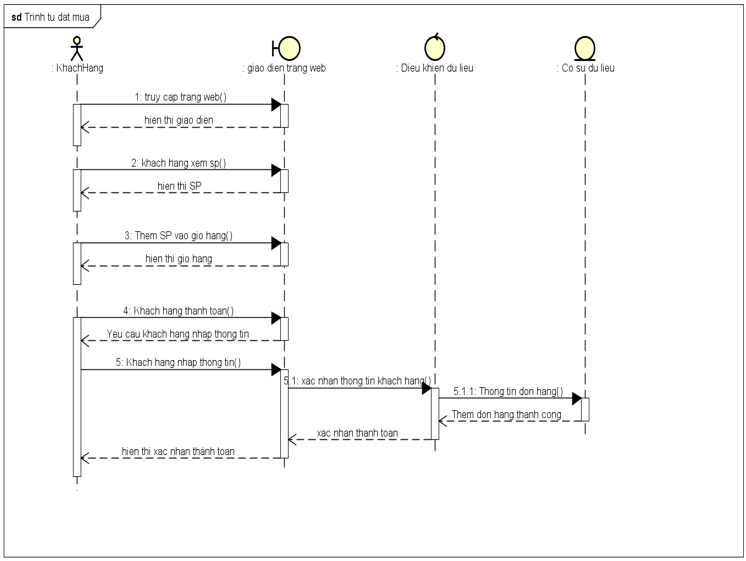 sd Trinh tu dat mua
: KhachHang
: giao dien trang web
: Dieu khien du lieu
: Co su du lieu
1: truy cap trang web()
hien thi giao dien
2: khach hang xem sp()
hien thi SP
3: Them SP vao gio hang()
hien thi gio hang
4: Khach hang thanh toan()
Yeu cau khach hang nhap thong tin
5: Khach hang nhap thong tin()
5.1: xac nhan thong tin khach hang()
5.1.1: Thong tin don hang()
Them don hang thanh cong
xac nhan thanh toan
hien thi xac nhan thành toan